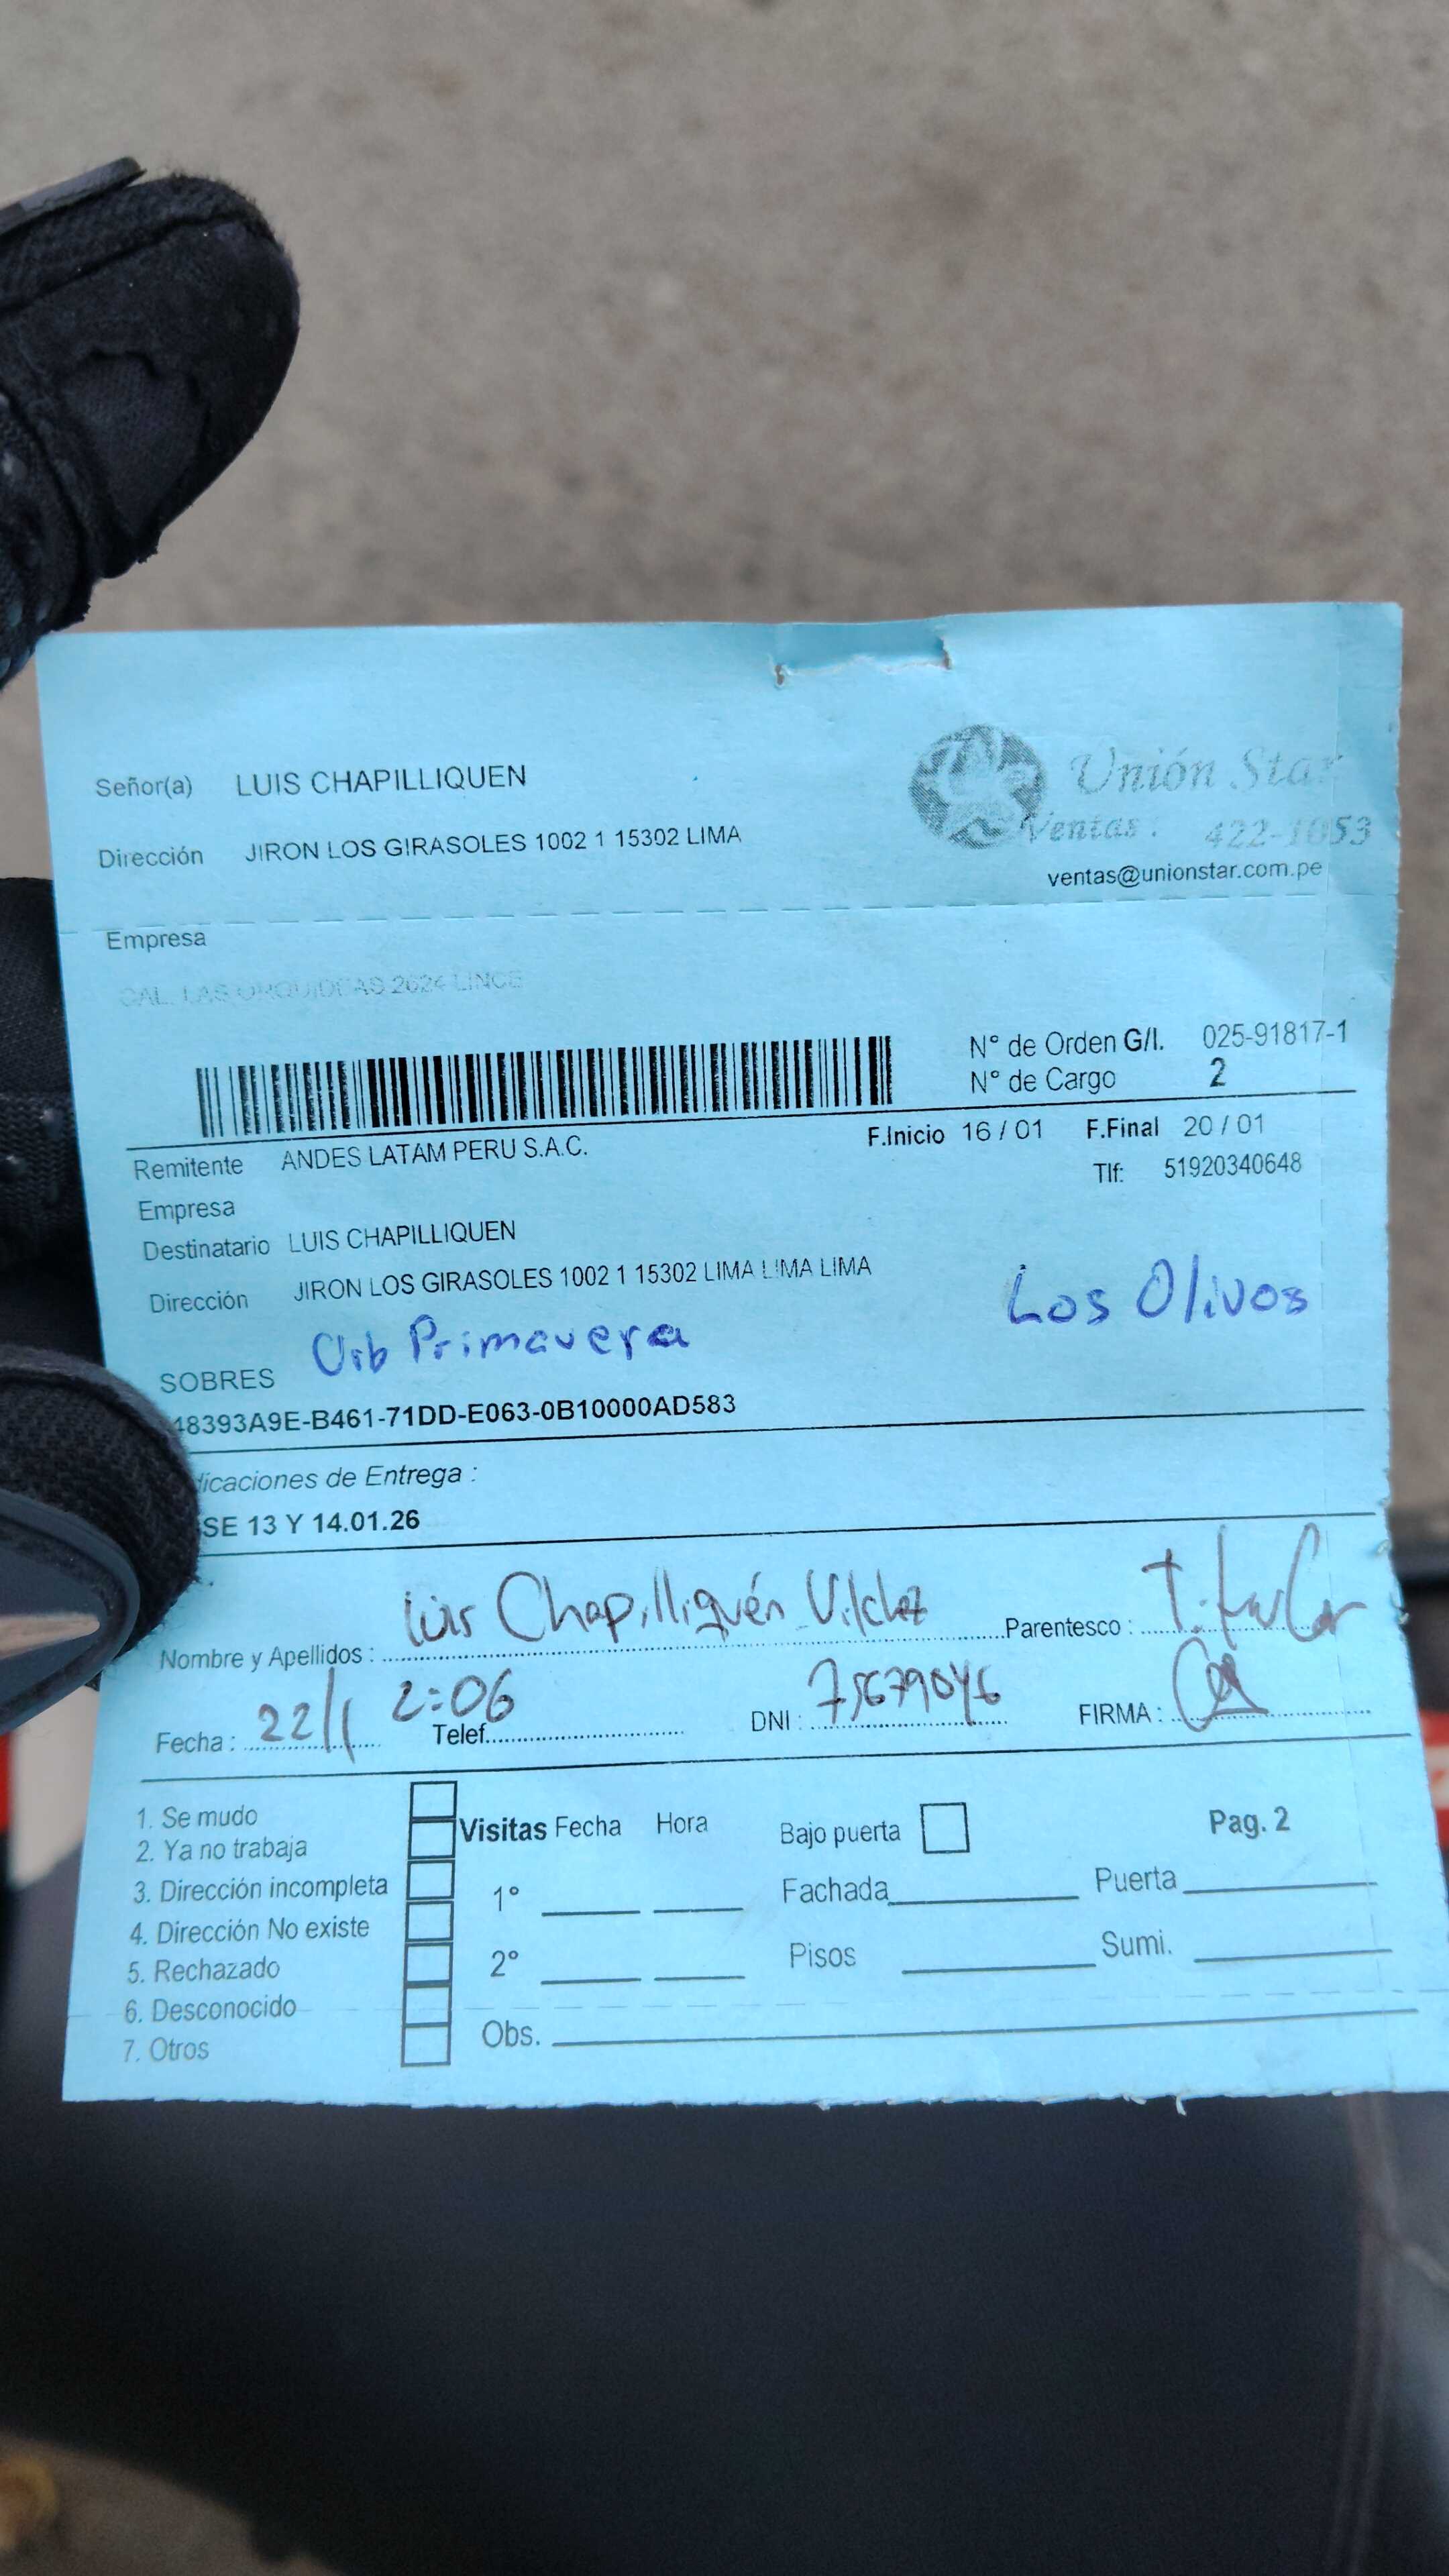 Señor(a) LUIS CHAPILLIQUEN
Dirección JIRON LOS GIRASOLES 1002 1 15302 LIMA
Unión Star
Ventas : 422-1053
ventas@unionstar.com.pe
Empresa
CAL. LAS ORQUIDEAS 2624 LINCE
N° de Orden G/I. 025-91817-1
N° de Cargo 2
Remitente ANDES LATAM PERU S.A.C.
F.Inicio 16 / 01 F.Final 20 / 01
Tlf: 51920340648
Empresa
Destinatario LUIS CHAPILLIQUEN
Dirección JIRON LOS GIRASOLES 1002 1 15302 LIMA LIMA LIMA
Urb Primavera Los Olivos
SOBRES
48393A9E-B461-71DD-E063-0B10000AD583
dicaciones de Entrega :
SE 13 Y 14.01.26
Nombre y Apellidos : Luis Chapilliquén Vilchez Parentesco : Titular
Fecha : 22/1 2:06 Telef. DNI : FIRMA :
1. Se mudo
2. Ya no trabaja
3. Dirección incompleta
4. Dirección No existe
5. Rechazado
6. Desconocido
7. Otros
Visitas Fecha Hora
1°
2°
Obs.
Bajo puerta
Fachada Puerta
Pisos Sumi.
Pag. 2